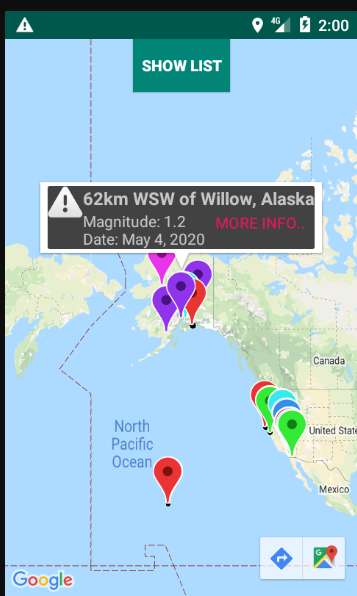 4G 2:00
SHOW LIST
62km WSW of Willow, Alaska
Magnitude: 1.2
MORE INFO..
Date: May 4, 2020
Canada
North
Pacific
Ocean
United State
Mexico
Google